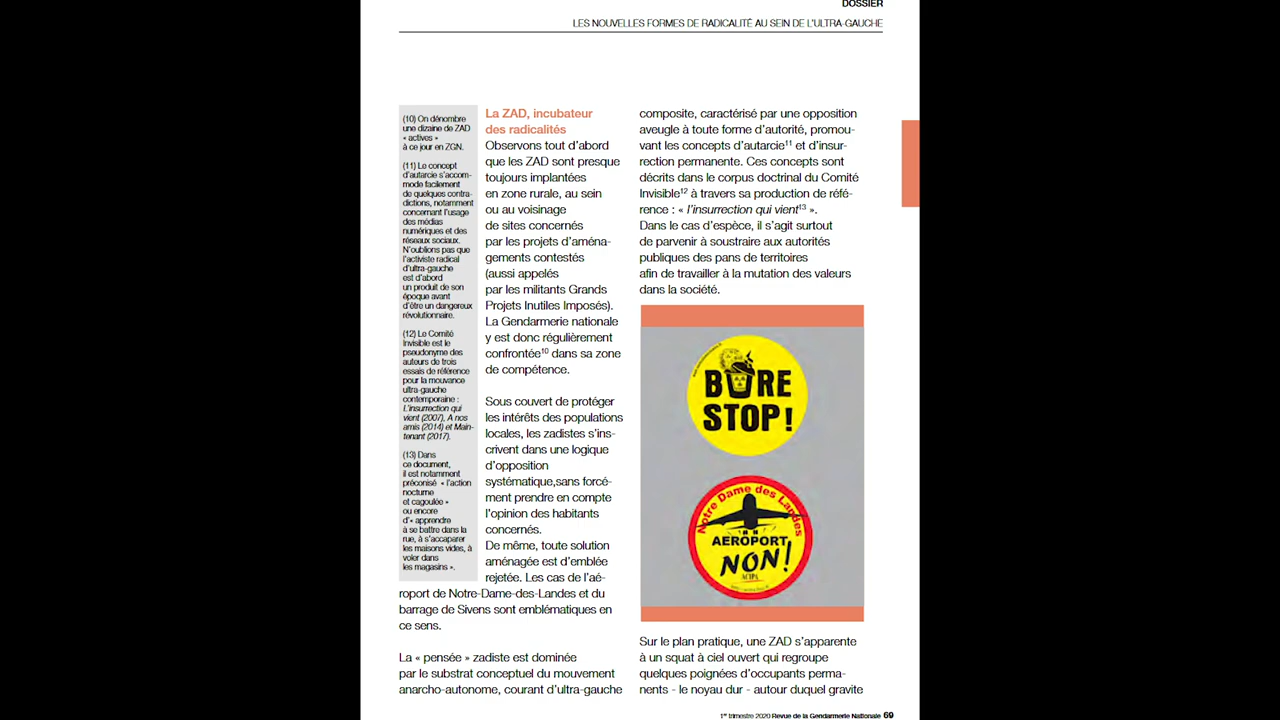 DOSSIER
LES NOUVELLES FORMES DE RADICALITÉ AU SEIN DE L'ULTRA-GAUCHE
(10) On dénombre
une dizaine de ZAD
« actives »
à ce jour en ZGN.
(11) Le concept
d'autarcie s'accom-
mode facilement
de quelques contra-
dictions, notamment
concernant l'usage
des médias
numériques et des
réseaux sociaux.
N'oublions pas que
l'activiste radical
d'ultra-gauche
est d'abord
un produit de son
époque avant
d'être un dangereux
révolutionnaire.
(12) Le Comité
Invisible est le
pseudonyme des
auteurs de trois
essais de référence
pour la mouvance
ultra-gauche
contemporaine :
L'insurrection qui
vient (2007), A nos
amis (2014) et Main-
tenant (2017).
(13) Dans
ce document,
il est notamment
préconisé « l'action
nocturne
et cagoulée »
ou encore
d'« apprendre
à se battre dans la
rue, à s'accaparer
les maisons vides, à
voler dans
les magasins ».
La ZAD, incubateur
des radicalités
Observons tout d'abord
que les ZAD sont presque
toujours implantées
en zone rurale, au sein
ou au voisinage
de sites concernés
par les projets d'aména-
gements contestés
(aussi appelés
par les militants Grands
Projets Inutiles Imposés).
La Gendarmerie nationale
y est donc régulièrement
confrontée10 dans sa zone
de compétence.
Sous couvert de protéger
les intérêts des populations
locales, les zadistes s'ins-
crivent dans une logique
d'opposition
systématique,sans forcé-
ment prendre en compte
l'opinion des habitants
concernés.
De même, toute solution
aménagée est d'emblée
rejetée. Les cas de l'aé-
roport de Notre-Dame-des-Landes et du
barrage de Sivens sont emblématiques en
ce sens.
La « pensée » zadiste est dominée
par le substrat conceptuel du mouvement
anarcho-autonome, courant d'ultra-gauche
composite, caractérisé par une opposition
aveugle à toute forme d'autorité, promou-
vant les concepts d'autarcie11 et d'insur-
rection permanente. Ces concepts sont
décrits dans le corpus doctrinal du Comité
Invisible12 à travers sa production de réfé-
rence : « l'insurrection qui vient13 ».
Dans le cas d'espèce, il s'agit surtout
de parvenir à soustraire aux autorités
publiques des pans de territoires
afin de travailler à la mutation des valeurs
dans la société.
BURE
STOP !
Notre Dame des Landes
AEROPORT
NON !
ACIPA
Sur le plan pratique, une ZAD s'apparente
à un squat à ciel ouvert qui regroupe
quelques poignées d'occupants perma-
nents - le noyau dur - autour duquel gravite
1er trimestre 2020 Revue de la Gendarmerie Nationale 69